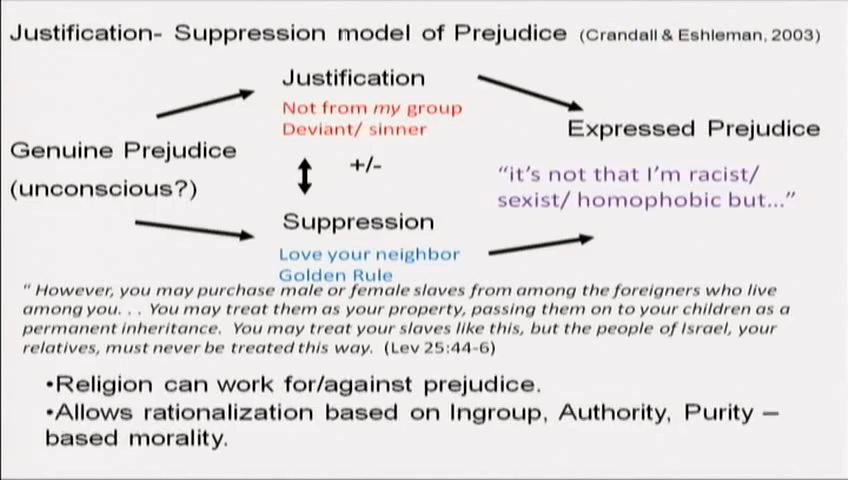 Justification- Suppression model of Prejudice (Crandall & Eshleman, 2003)
Justification
Not from my group
Deviant/ sinner
Expressed Prejudice
Genuine Prejudice
(unconscious?)
+/-
"it's not that I'm racist/
sexist/ homophobic but..."
Suppression
Love your neighbor
Golden Rule
" However, you may purchase male or female slaves from among the foreigners who live
among you. . . You may treat them as your property, passing them on to your children as a
permanent inheritance. You may treat your slaves like this, but the people of Israel, your
relatives, must never be treated this way. (Lev 25:44-6)
•Religion can work for/against prejudice.
•Allows rationalization based on Ingroup, Authority, Purity –
based morality.